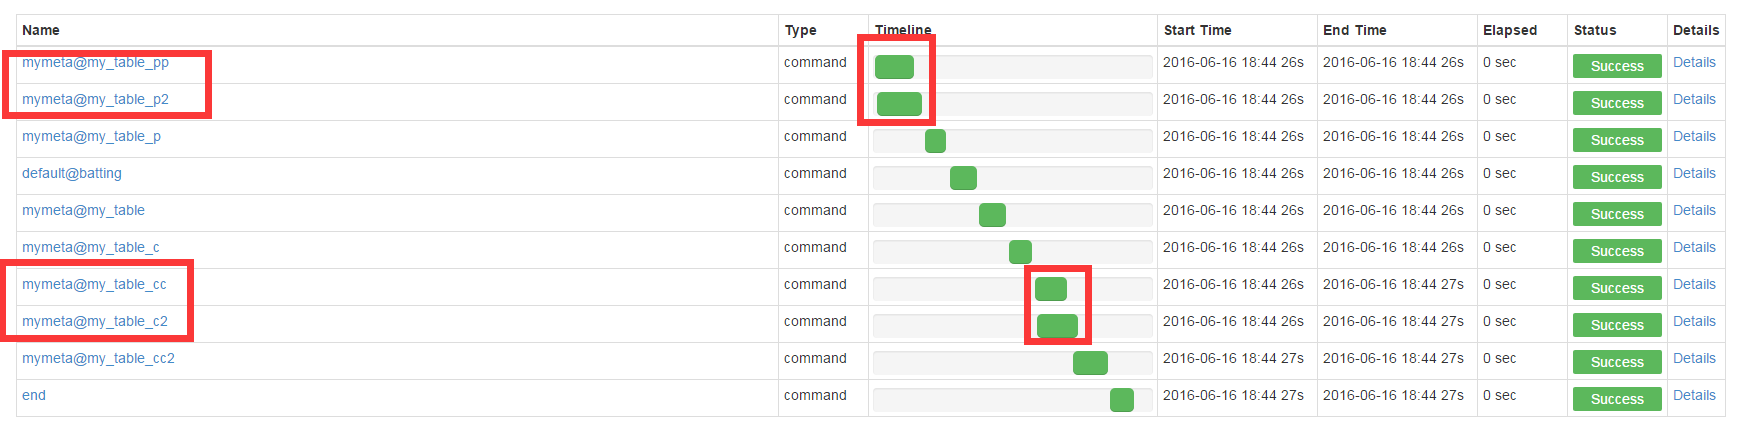 Name Type Timeline Start Time End Time Elapsed Status Details
mymeta@my_table_pp command 2016-06-16 18:44 26s 2016-06-16 18:44 26s 0 sec Success Details
mymeta@my_table_p2 command 2016-06-16 18:44 26s 2016-06-16 18:44 26s 0 sec Success Details
mymeta@my_table_p command 2016-06-16 18:44 26s 2016-06-16 18:44 26s 0 sec Success Details
default@batting command 2016-06-16 18:44 26s 2016-06-16 18:44 26s 0 sec Success Details
mymeta@my_table command 2016-06-16 18:44 26s 2016-06-16 18:44 26s 0 sec Success Details
mymeta@my_table_c command 2016-06-16 18:44 26s 2016-06-16 18:44 26s 0 sec Success Details
mymeta@my_table_cc command 2016-06-16 18:44 26s 2016-06-16 18:44 27s 0 sec Success Details
mymeta@my_table_c2 command 2016-06-16 18:44 26s 2016-06-16 18:44 27s 0 sec Success Details
mymeta@my_table_cc2 command 2016-06-16 18:44 27s 2016-06-16 18:44 27s 0 sec Success Details
end command 2016-06-16 18:44 27s 2016-06-16 18:44 27s 0 sec Success Details